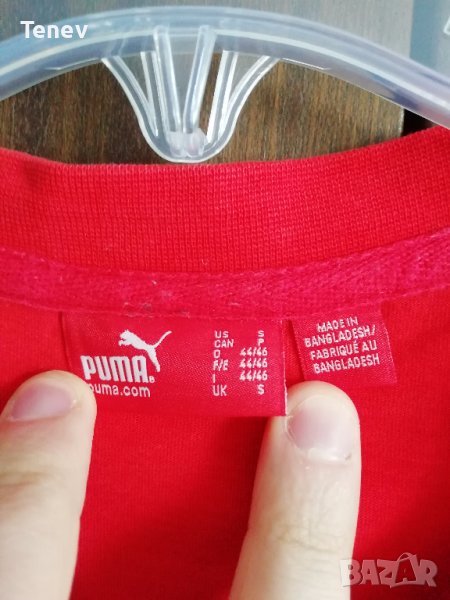 Tenev
PUMA®
puma.com
US S
CAN P
D 44/46
F/E 44/46
I 44/46
UK S
MADE IN
BANGLADESH/
FABRIQUÉ AU
BANGLADESH
BAZAR